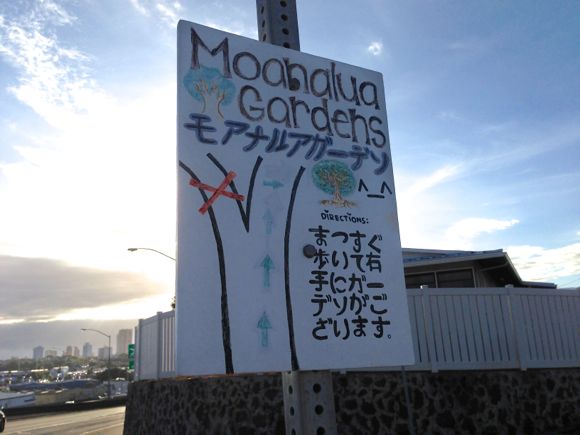 Moanalua
Gardens
モアナルアガーデソ
^_^
DIRECTIONS:
まっすぐ
歩いて右
手にガー
デソがご
ざいます。